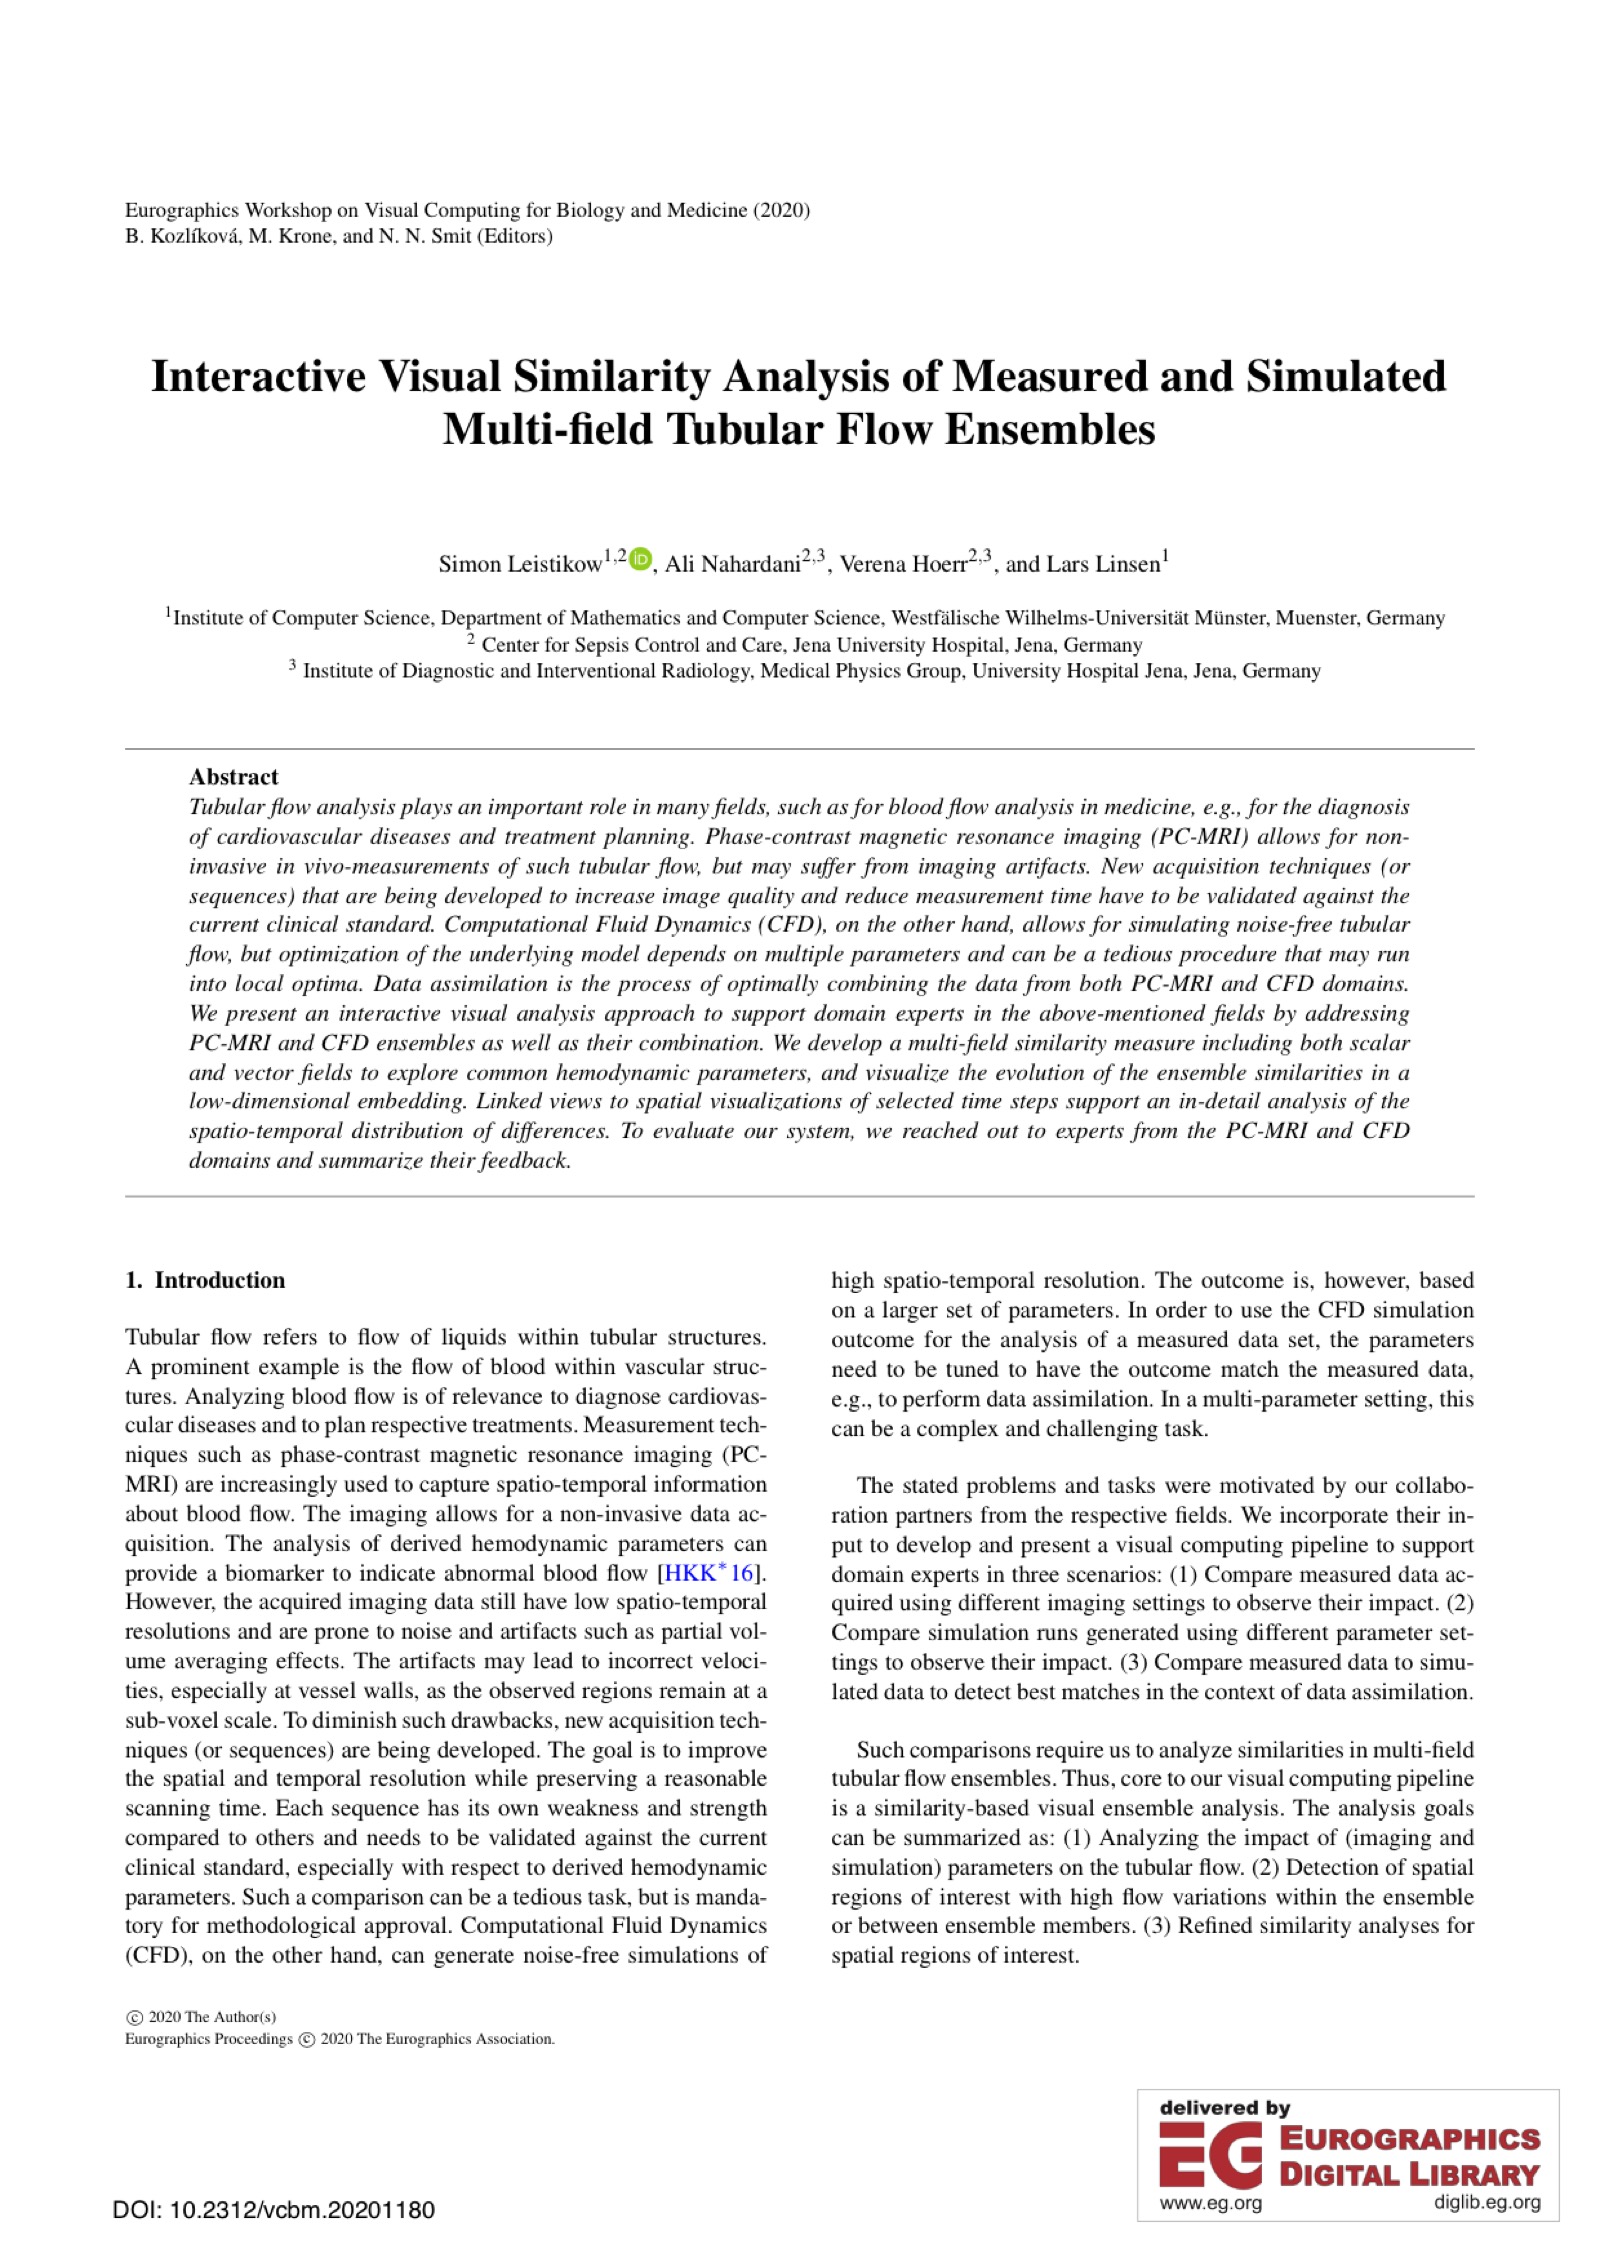 Eurographics Workshop on Visual Computing for Biology and Medicine (2020)
B. Kozlíková, M. Krone, and N. N. Smit (Editors)
Interactive Visual Similarity Analysis of Measured and Simulated
Multi-field Tubular Flow Ensembles
Simon Leistikow1,2 iD, Ali Nahardani2,3, Verena Hoerr2,3, and Lars Linsen1
1Institute of Computer Science, Department of Mathematics and Computer Science, Westfälische Wilhelms-Universität Münster, Muenster, Germany
2 Center for Sepsis Control and Care, Jena University Hospital, Jena, Germany
3 Institute of Diagnostic and Interventional Radiology, Medical Physics Group, University Hospital Jena, Jena, Germany
Abstract
Tubular flow analysis plays an important role in many fields, such as for blood flow analysis in medicine, e.g., for the diagnosis
of cardiovascular diseases and treatment planning. Phase-contrast magnetic resonance imaging (PC-MRI) allows for non-
invasive in vivo-measurements of such tubular flow, but may suffer from imaging artifacts. New acquisition techniques (or
sequences) that are being developed to increase image quality and reduce measurement time have to be validated against the
current clinical standard. Computational Fluid Dynamics (CFD), on the other hand, allows for simulating noise-free tubular
flow, but optimization of the underlying model depends on multiple parameters and can be a tedious procedure that may run
into local optima. Data assimilation is the process of optimally combining the data from both PC-MRI and CFD domains.
We present an interactive visual analysis approach to support domain experts in the above-mentioned fields by addressing
PC-MRI and CFD ensembles as well as their combination. We develop a multi-field similarity measure including both scalar
and vector fields to explore common hemodynamic parameters, and visualize the evolution of the ensemble similarities in a
low-dimensional embedding. Linked views to spatial visualizations of selected time steps support an in-detail analysis of the
spatio-temporal distribution of differences. To evaluate our system, we reached out to experts from the PC-MRI and CFD
domains and summarize their feedback.
1. Introduction
Tubular flow refers to flow of liquids within tubular structures.
A prominent example is the flow of blood within vascular struc-
tures. Analyzing blood flow is of relevance to diagnose cardiovas-
cular diseases and to plan respective treatments. Measurement tech-
niques such as phase-contrast magnetic resonance imaging (PC-
MRI) are increasingly used to capture spatio-temporal information
about blood flow. The imaging allows for a non-invasive data ac-
quisition. The analysis of derived hemodynamic parameters can
provide a biomarker to indicate abnormal blood flow [HKK*16].
However, the acquired imaging data still have low spatio-temporal
resolutions and are prone to noise and artifacts such as partial vol-
ume averaging effects. The artifacts may lead to incorrect veloci-
ties, especially at vessel walls, as the observed regions remain at a
sub-voxel scale. To diminish such drawbacks, new acquisition tech-
niques (or sequences) are being developed. The goal is to improve
the spatial and temporal resolution while preserving a reasonable
scanning time. Each sequence has its own weakness and strength
compared to others and needs to be validated against the current
clinical standard, especially with respect to derived hemodynamic
parameters. Such a comparison can be a tedious task, but is manda-
tory for methodological approval. Computational Fluid Dynamics
(CFD), on the other hand, can generate noise-free simulations of
high spatio-temporal resolution. The outcome is, however, based
on a larger set of parameters. In order to use the CFD simulation
outcome for the analysis of a measured data set, the parameters
need to be tuned to have the outcome match the measured data,
e.g., to perform data assimilation. In a multi-parameter setting, this
can be a complex and challenging task.
The stated problems and tasks were motivated by our collabo-
ration partners from the respective fields. We incorporate their in-
put to develop and present a visual computing pipeline to support
domain experts in three scenarios: (1) Compare measured data ac-
quired using different imaging settings to observe their impact. (2)
Compare simulation runs generated using different parameter set-
tings to observe their impact. (3) Compare measured data to simu-
lated data to detect best matches in the context of data assimilation.
Such comparisons require us to analyze similarities in multi-field
tubular flow ensembles. Thus, core to our visual computing pipeline
is a similarity-based visual ensemble analysis. The analysis goals
can be summarized as: (1) Analyzing the impact of (imaging and
simulation) parameters on the tubular flow. (2) Detection of spatial
regions of interest with high flow variations within the ensemble
or between ensemble members. (3) Refined similarity analyses for
spatial regions of interest.
© 2020 The Author(s)
Eurographics Proceedings © 2020 The Eurographics Association.
delivered by
EG EUROGRAPHICS
DIGITAL LIBRARY
www.eg.org diglib.eg.org
DOI: 10.2312/vcbm.20201180